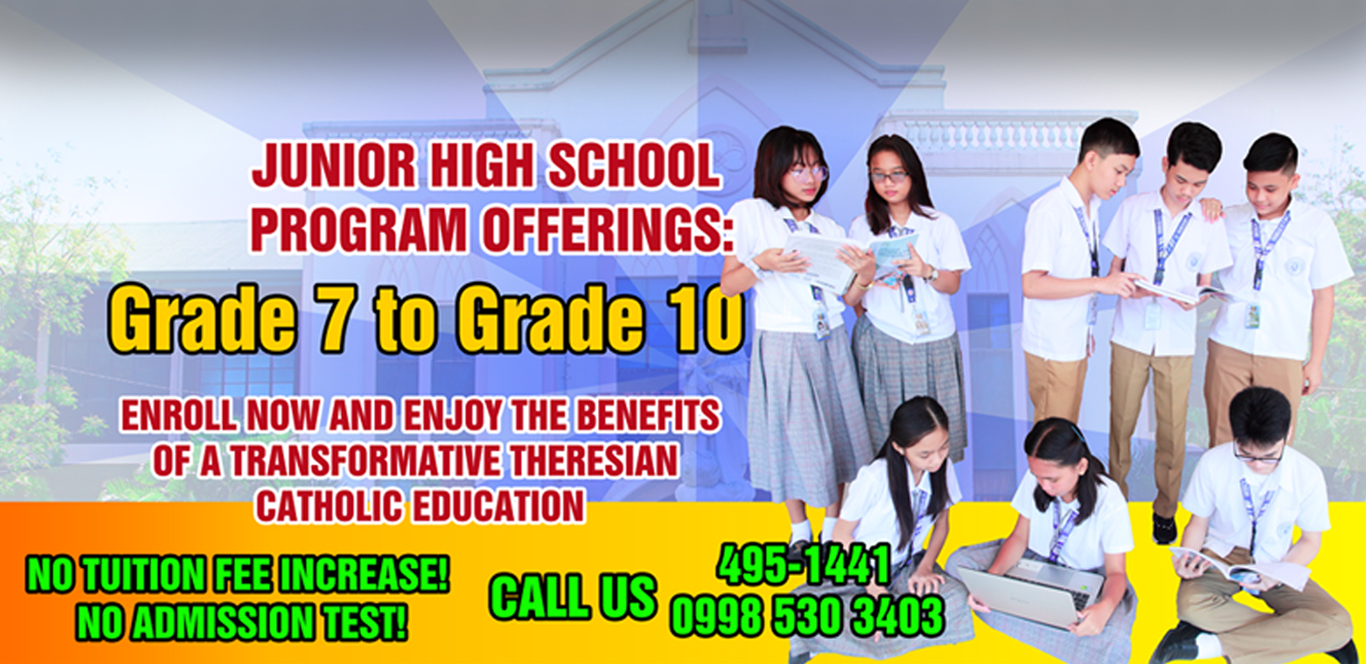 JUNIOR HIGH SCHOOL
PROGRAM OFFERINGS:
Grade 7 to Grade 10
ENROLL NOW AND ENJOY THE BENEFITS
OF A TRANSFORMATIVE THERESIAN
CATHOLIC EDUCATION
NO TUITION FEE INCREASE!
NO ADMISSION TEST!
CALL US
495-1441
0998 530 3403